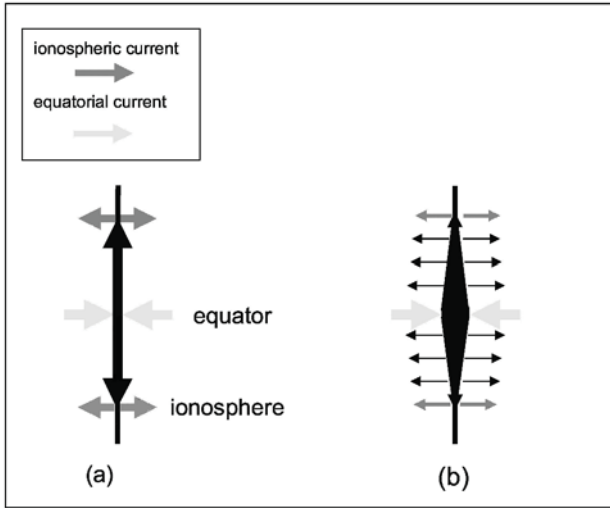 ionospheric current
equatorial current
equator
ionosphere
(a)
(b)